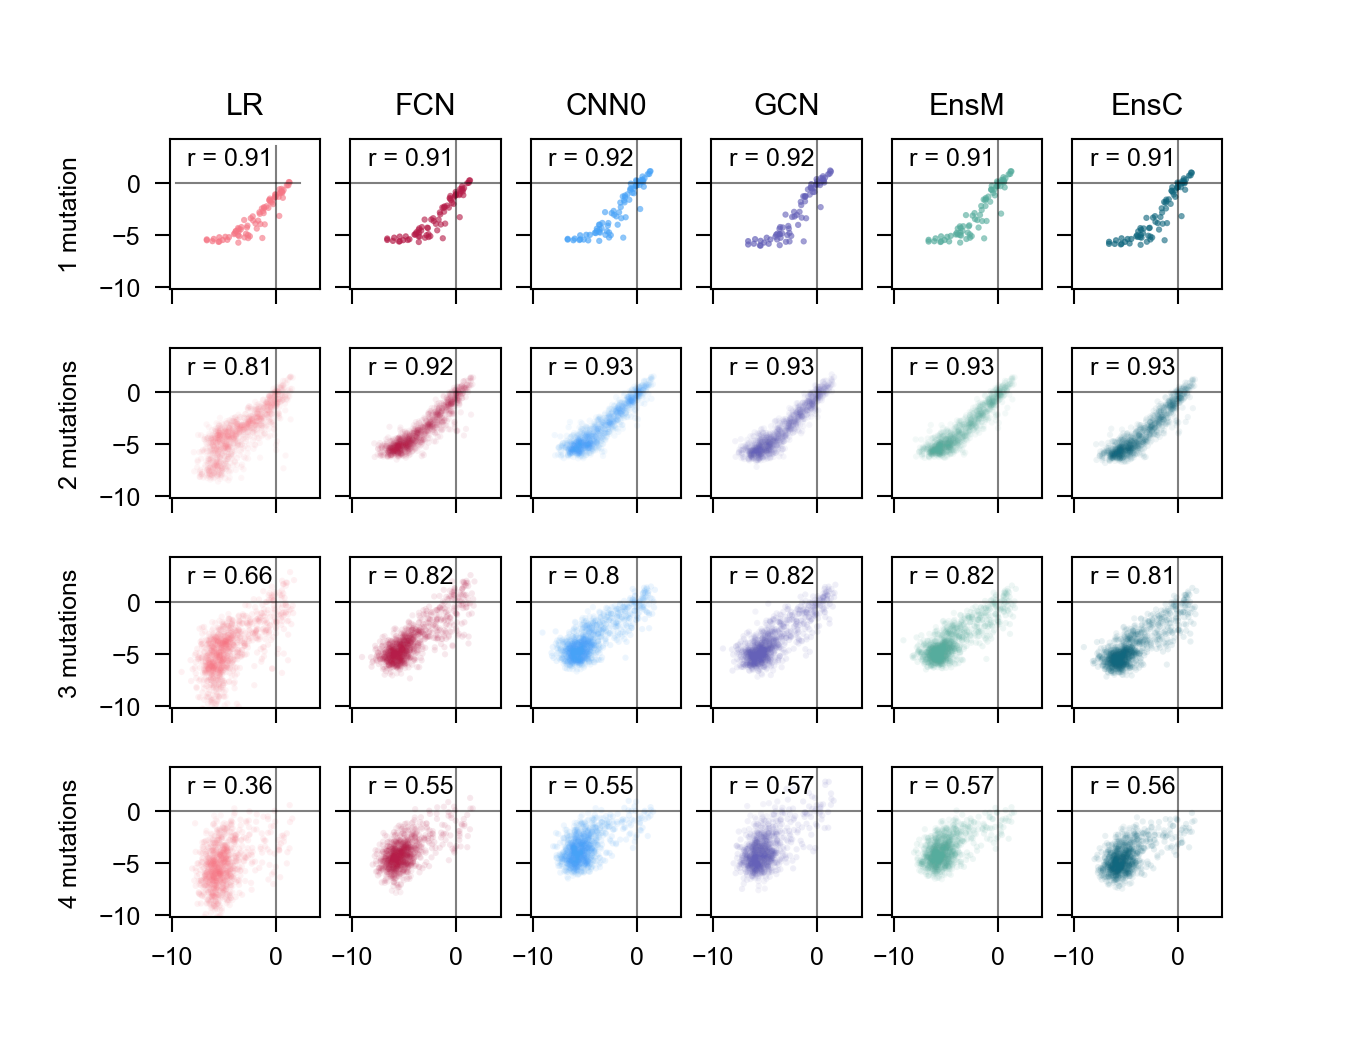 LR FCN CNN0 GCN EnsM EnsC
1 mutation
r = 0.91 r = 0.91 r = 0.92 r = 0.92 r = 0.91 r = 0.91
0
−5
−10
2 mutations
r = 0.81 r = 0.92 r = 0.93 r = 0.93 r = 0.93 r = 0.93
0
−5
−10
3 mutations
r = 0.66 r = 0.82 r = 0.8 r = 0.82 r = 0.82 r = 0.81
0
−5
−10
4 mutations
r = 0.36 r = 0.55 r = 0.55 r = 0.57 r = 0.57 r = 0.56
0
−5
−10
−10 0 −10 0 −10 0 −10 0 −10 0 −10 0